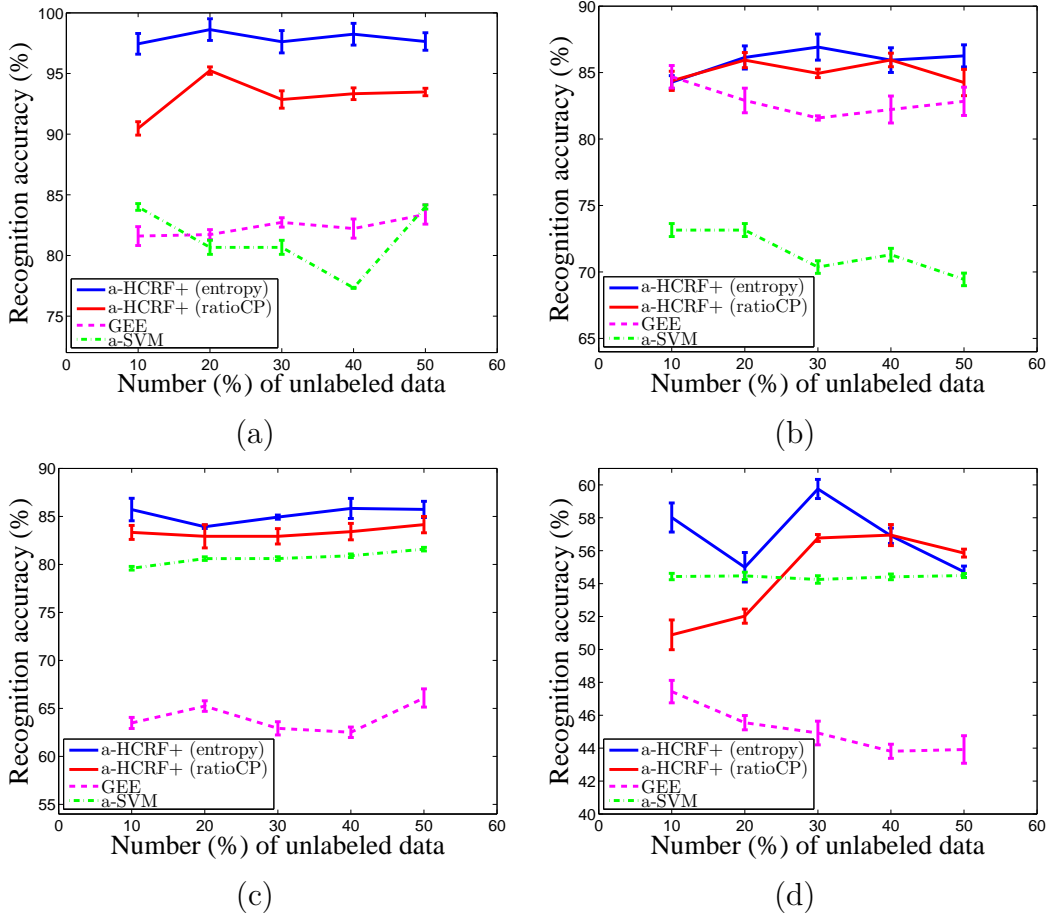 100
95
90
85
80
75
0
10
20
30
40
50
60
Recognition accuracy (%)
Number (%) of unlabeled data
a-HCRF+ (entropy)
a-HCRF+ (ratioCP)
GEE
a-SVM
(a)
90
85
80
75
70
65
0
10
20
30
40
50
60
Recognition accuracy (%)
Number (%) of unlabeled data
a-HCRF+ (entropy)
a-HCRF+ (ratioCP)
GEE
a-SVM
(b)
90
85
80
75
70
65
60
55
54
0
10
20
30
40
50
60
Recognition accuracy (%)
Number (%) of unlabeled data
a-HCRF+ (entropy)
a-HCRF+ (ratioCP)
GEE
a-SVM
(c)
60
58
56
54
52
50
48
46
44
42
40
0
10
20
30
40
50
60
Recognition accuracy (%)
Number (%) of unlabeled data
a-HCRF+ (entropy)
a-HCRF+ (ratioCP)
GEE
a-SVM
(d)